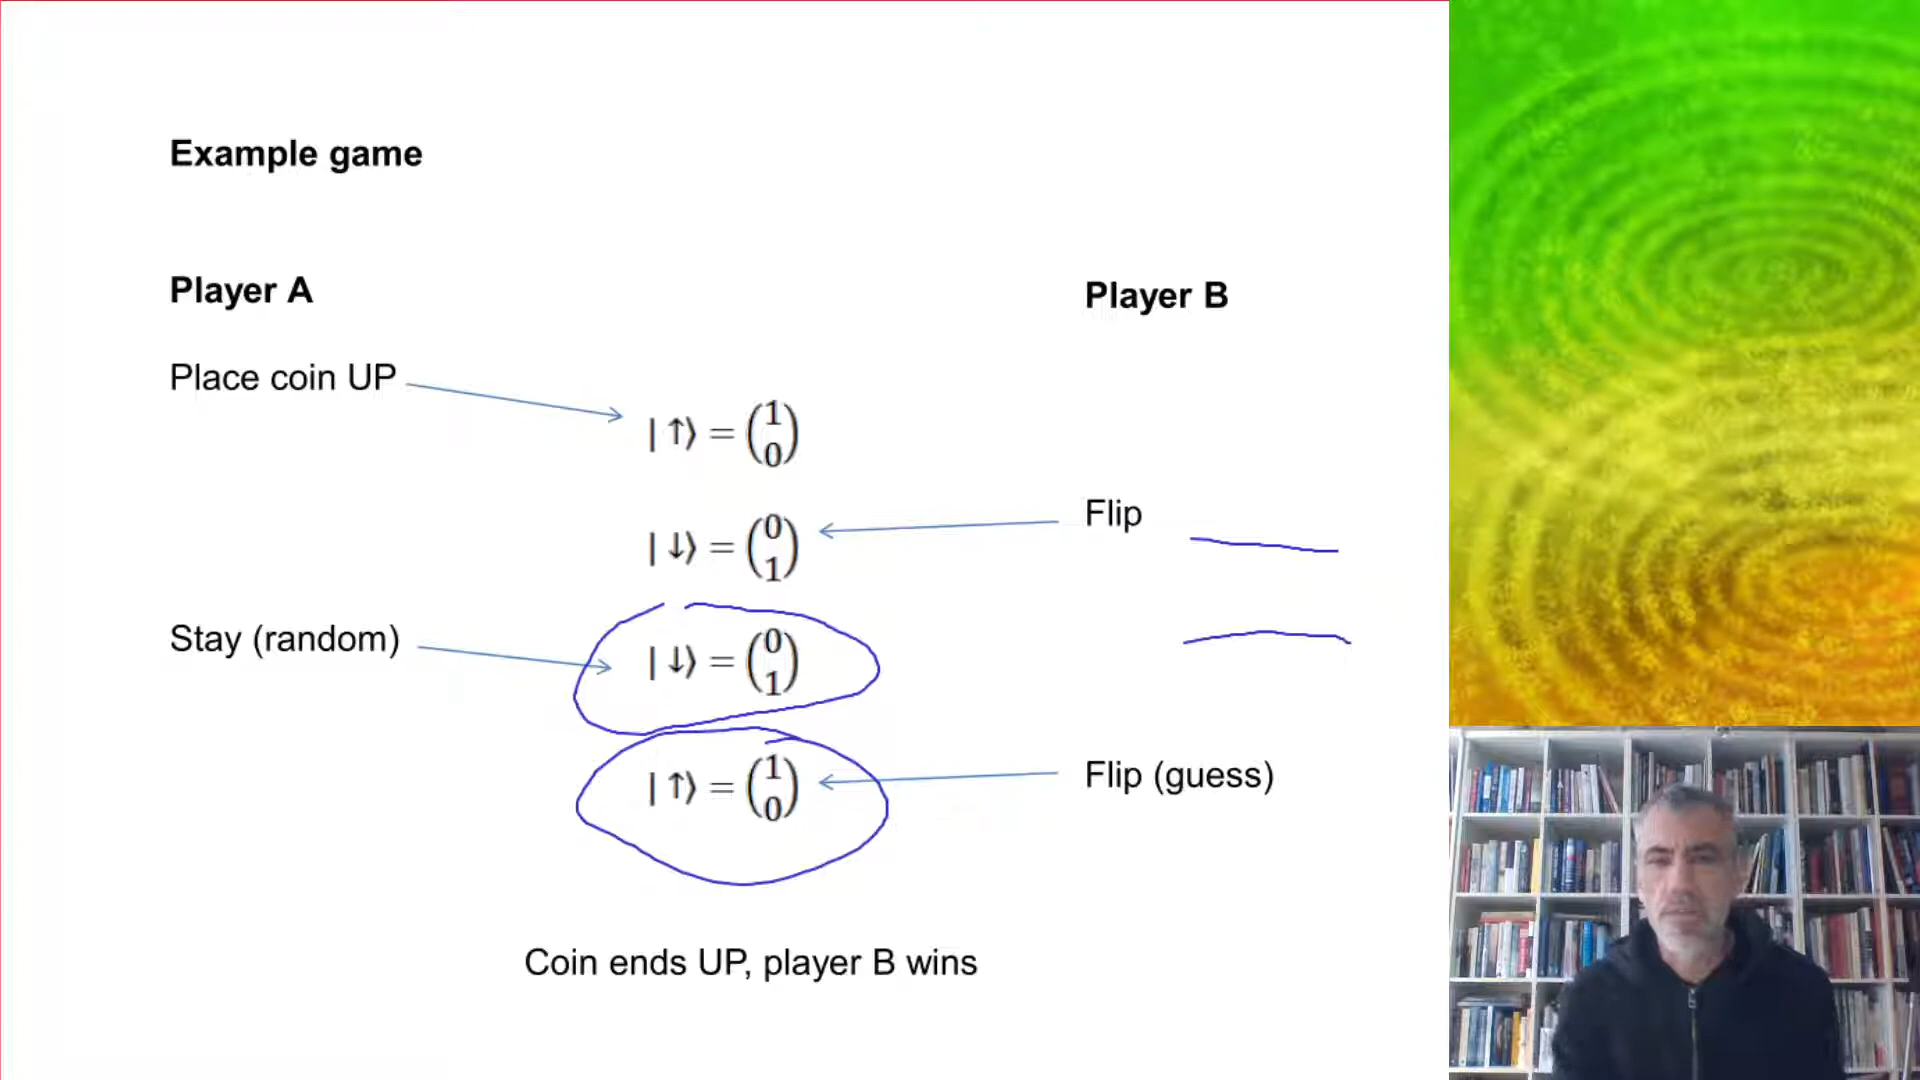 Example game
Player A
Player B
Place coin UP
|↑⟩ = (1 0)
Flip
|↓⟩ = (0 1)
Stay (random)
|↓⟩ = (0 1)
Flip (guess)
|↑⟩ = (1 0)
Coin ends UP, player B wins